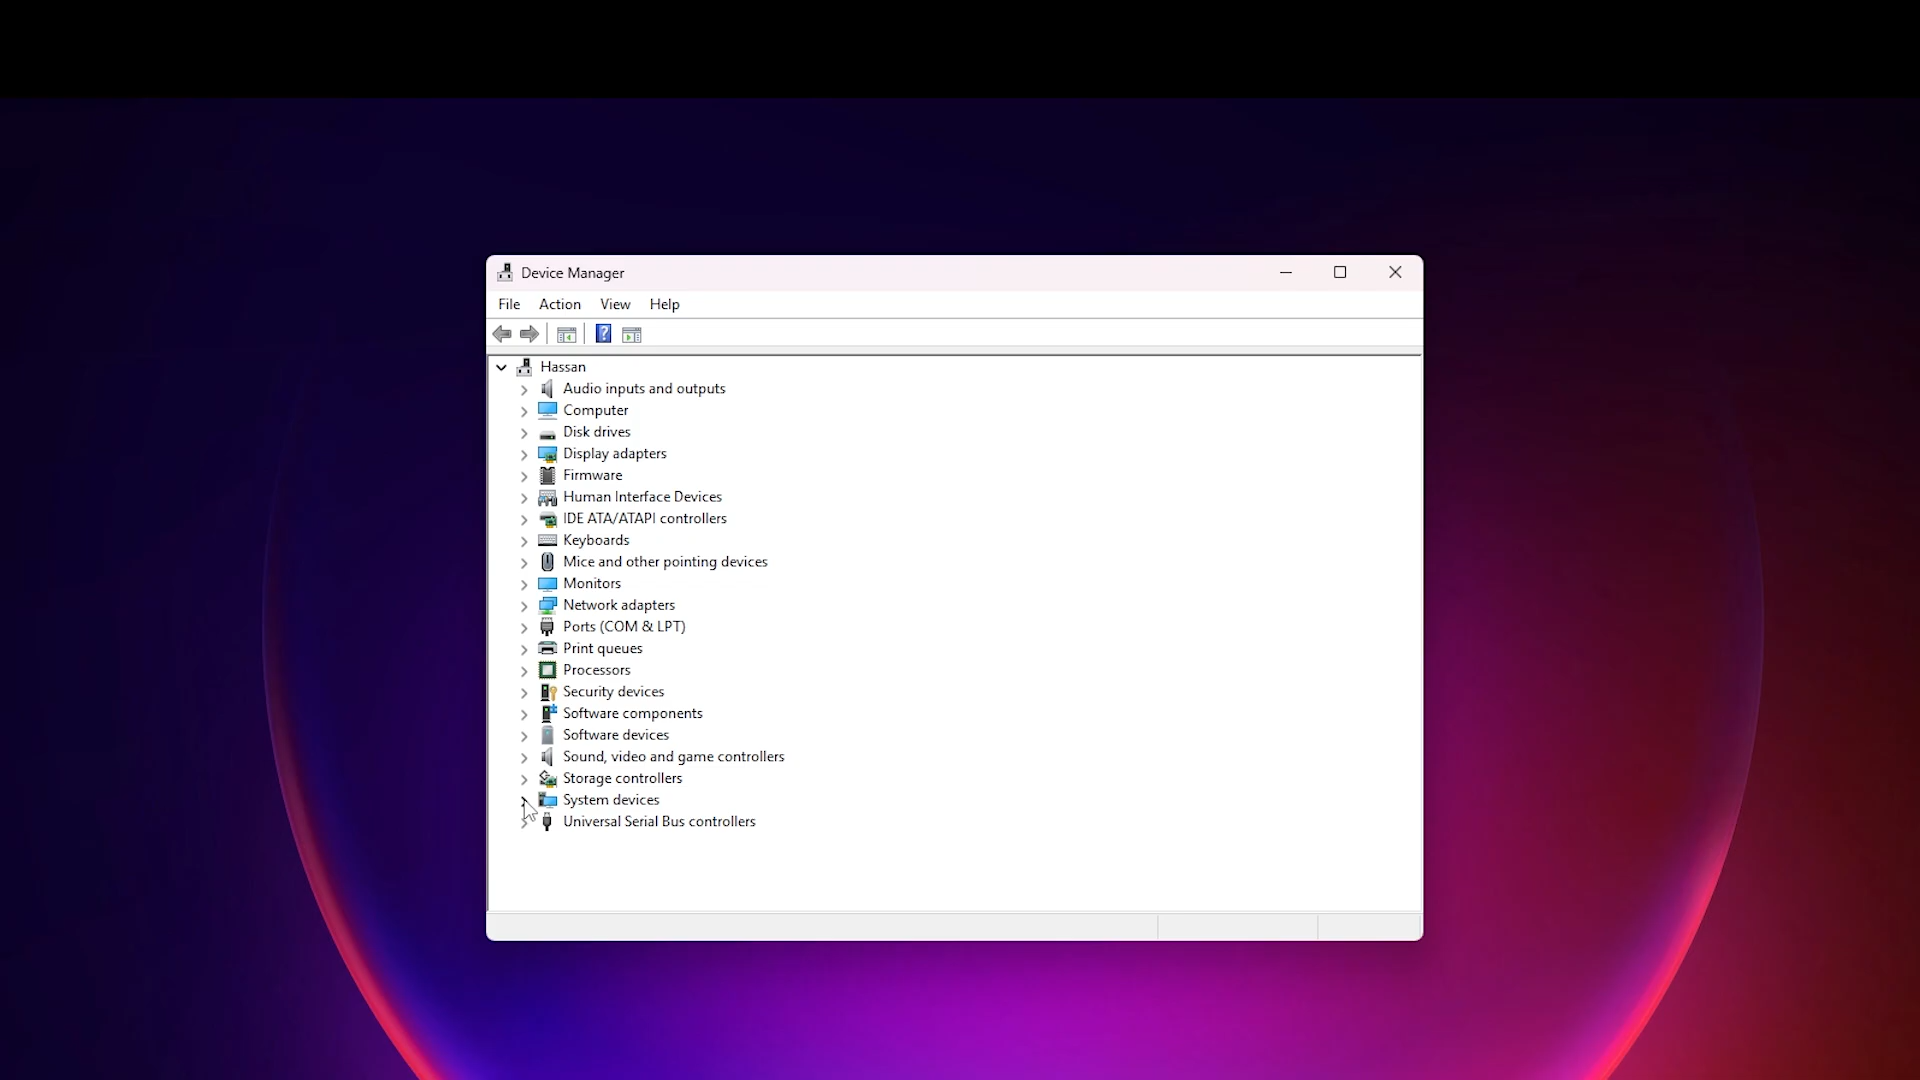 Device Manager
File Action View Help
Hassan
Audio inputs and outputs
Computer
Disk drives
Display adapters
Firmware
Human Interface Devices
IDE ATA/ATAPI controllers
Keyboards
Mice and other pointing devices
Monitors
Network adapters
Ports (COM & LPT)
Print queues
Processors
Security devices
Software components
Software devices
Sound, video and game controllers
Storage controllers
System devices
Universal Serial Bus controllers